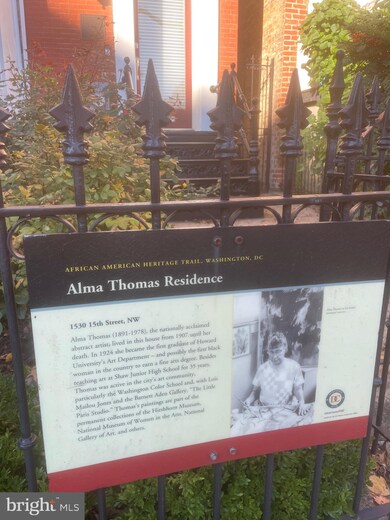 AFRICAN AMERICAN HERITAGE TRAIL, WASHINGTON, DC
Alma Thomas Residence
1530 15th Street, NW
Alma Thomas (1891-1978), the nationally acclaimed
abstract artist, lived in this house from 1907 until her
death. In 1924 she became the first graduate of Howard
University's Art Department — and possibly the first black
woman in the country to earn a fine arts degree. Besides
teaching art at Shaw Junior High School for 35 years,
Thomas was active in the city's art community,
particularly the Washington Color School and, with Loïs
Mailou Jones and the Barnett Aden Gallery, "The Little
Paris Studio." Thomas's paintings are part of the
permanent collections of the Hirshhorn Museum,
National Museum of Women in the Arts, National
Gallery of Art, and others.
bright MLS